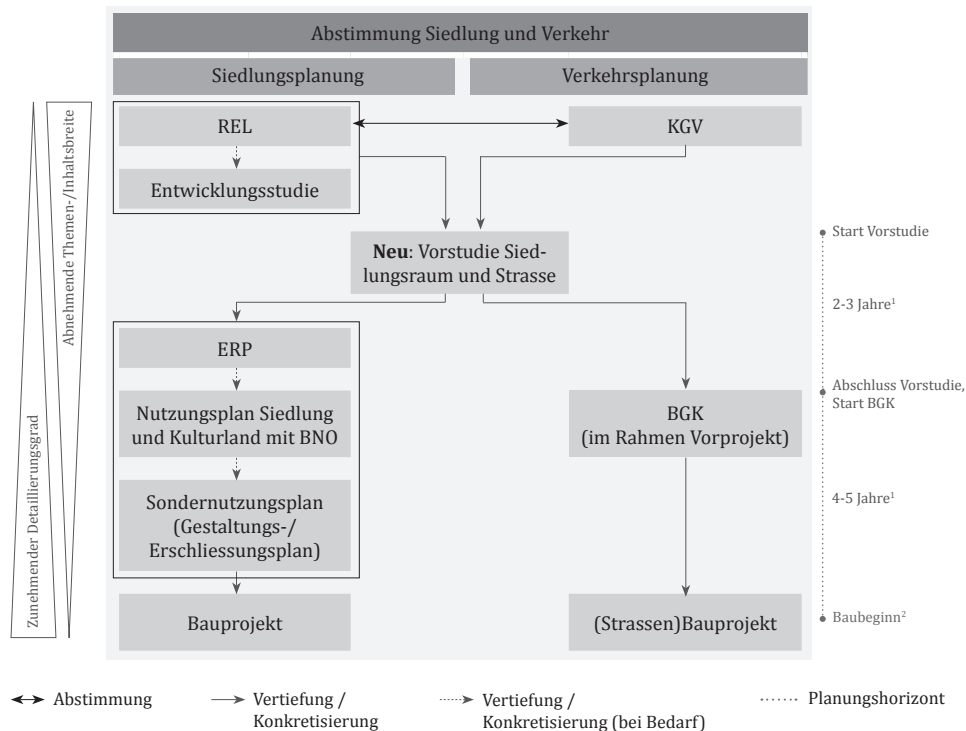 Abstimmung Siedlung und Verkehr
Siedlungsplanung
Verkehrsplanung
Abnehmende Themen-/Inhaltsbreite
Zunehmender Detaillierungsgrad
REL
KGV
Entwicklungsstudie
Neu: Vorstudie Sied-
lungsraum und Strasse
Start Vorstudie
2-3 Jahre¹
ERP
Nutzungsplan Siedlung
und Kulturland mit BNO
BGK
(im Rahmen Vorprojekt)
Abschluss Vorstudie,
Start BGK
Sondernutzungsplan
(Gestaltungs-/
Erschliessungsplan)
4-5 Jahre¹
Bauprojekt
(Strassen)Bauprojekt
Baubeginn²
Abstimmung
Vertiefung /
Konkretisierung
Vertiefung /
Konkretisierung (bei Bedarf)
Planungshorizont